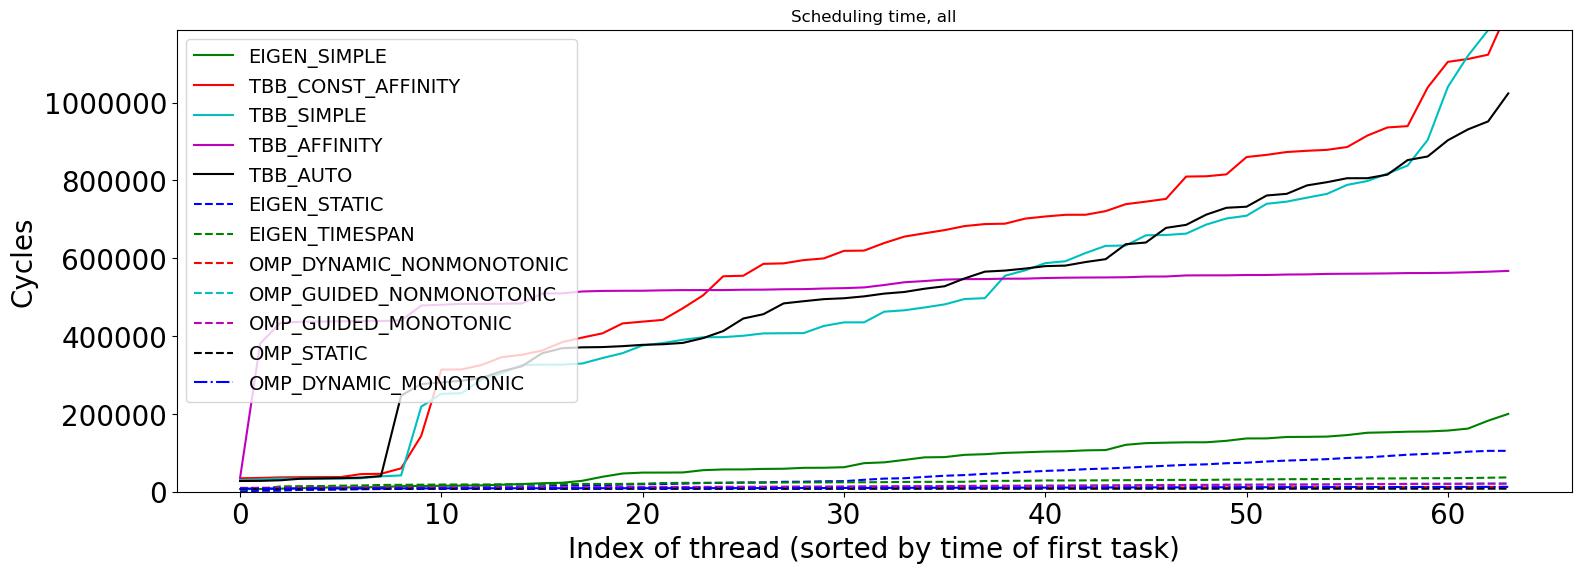 Scheduling time, all
EIGEN_SIMPLE
TBB_CONST_AFFINITY
TBB_SIMPLE
TBB_AFFINITY
TBB_AUTO
EIGEN_STATIC
EIGEN_TIMESPAN
OMP_DYNAMIC_NONMONOTONIC
OMP_GUIDED_NONMONOTONIC
OMP_GUIDED_MONOTONIC
OMP_STATIC
OMP_DYNAMIC_MONOTONIC
Cycles
1000000
800000
600000
400000
200000
0
0 10 20 30 40 50 60
Index of thread (sorted by time of first task)